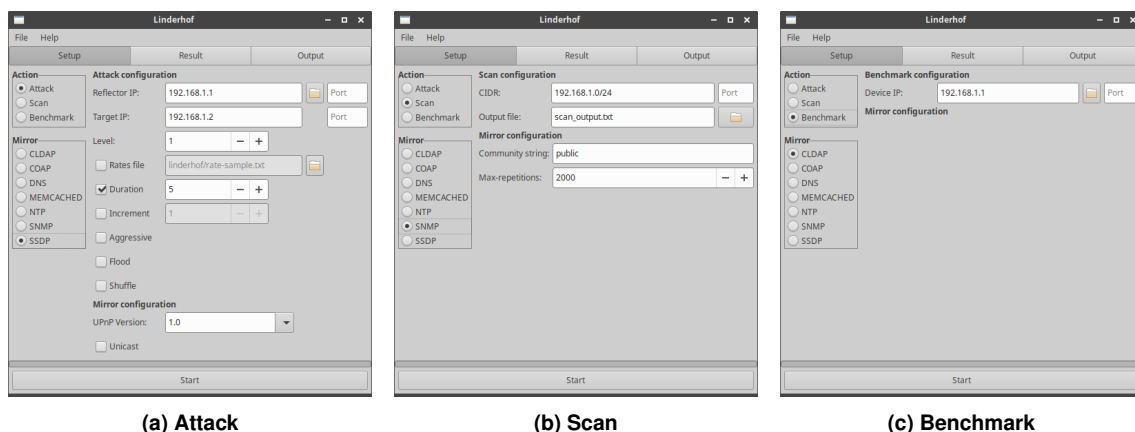 Linderhof
File Help
Setup Result Output
Action
Attack
Scan
Benchmark
Mirror
CLDAP
COAP
DNS
MEMCACHED
NTP
SNMP
SSDP
Attack configuration
Reflector IP: 192.168.1.1 Port
Target IP: 192.168.1.2 Port
Level: 1 − +
Rates file linderhof/rate-sample.txt
Duration 5 − +
Increment 1 − +
Aggressive
Flood
Shuffle
Mirror configuration
UPnP Version: 1.0
Unicast
Start
(a) Attack
Linderhof
File Help
Setup Result Output
Action
Attack
Scan
Benchmark
Mirror
CLDAP
COAP
DNS
MEMCACHED
NTP
SNMP
SSDP
Scan configuration
CIDR: 192.168.1.0/24 Port
Output file: scan_output.txt
Mirror configuration
Community string: public
Max-repetitions: 2000 − +
Start
(b) Scan
Linderhof
File Help
Setup Result Output
Action
Attack
Scan
Benchmark
Mirror
CLDAP
COAP
DNS
MEMCACHED
NTP
SNMP
SSDP
Benchmark configuration
Device IP: 192.168.1.1 Port
Mirror configuration
Start
(c) Benchmark